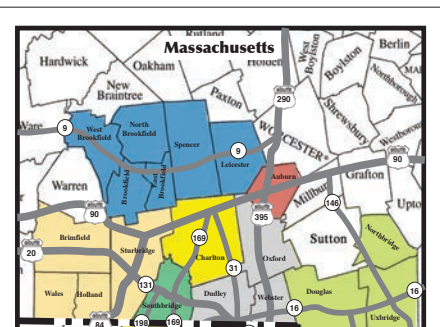 Rutland
Massachusetts
Hardwick
Oakham
Holden
West
Boylston
Boylston
Berlin
Northborough
New
Braintree
Paxton
290
Shrewsbury
WORCESTER
Ware
9
West
Brookfield
North
Brookfield
Spencer
9
Leicester
Westboro
90
Warren
Brookfield
East
Brookfield
Auburn
Millbury
Grafton
146
Upto
90
395
Sutton
Northbridge
20
Brimfield
Sturbridge
169
Charlton
31
Oxford
131
Wales
Holland
Southbridge
Dudley
Webster
Douglas
16
16
Uxbridge
84
198
169